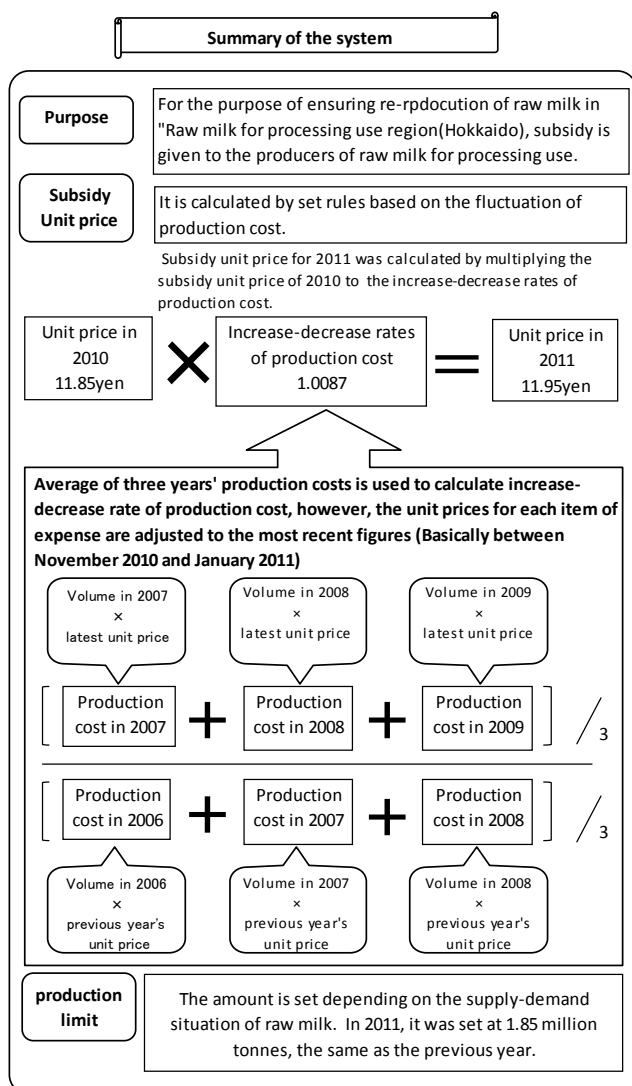 Summary of the system
Purpose
For the purpose of ensuring re-rpdocution of raw milk in
"Raw milk for processing use region(Hokkaido), subsidy is
given to the producers of raw milk for processing use.
Subsidy
Unit price
It is calculated by set rules based on the fluctuation of
production cost.
Subsidy unit price for 2011 was calculated by multiplying the
subsidy unit price of 2010 to the increase-decrease rates of
production cost.
Unit price in
2010
11.85yen
×
Increase-decrease rates
of production cost
1.0087
=
Unit price in
2011
11.95yen
Average of three years' production costs is used to calculate increase-
decrease rate of production cost, however, the unit prices for each item of
expense are adjusted to the most recent figures (Basically between
November 2010 and January 2011)
Volume in 2007
×
latest unit price
Volume in 2008
×
latest unit price
Volume in 2009
×
latest unit price
[
Production
cost in 2007
+
Production
cost in 2008
+
Production
cost in 2009
]
/ 3
[
Production
cost in 2006
+
Production
cost in 2007
+
Production
cost in 2008
]
/ 3
Volume in 2006
×
previous year's
unit price
Volume in 2007
×
previous year's
unit price
Volume in 2008
×
previous year's
unit price
production
limit
The amount is set depending on the supply-demand
situation of raw milk. In 2011, it was set at 1.85 million
tonnes, the same as the previous year.